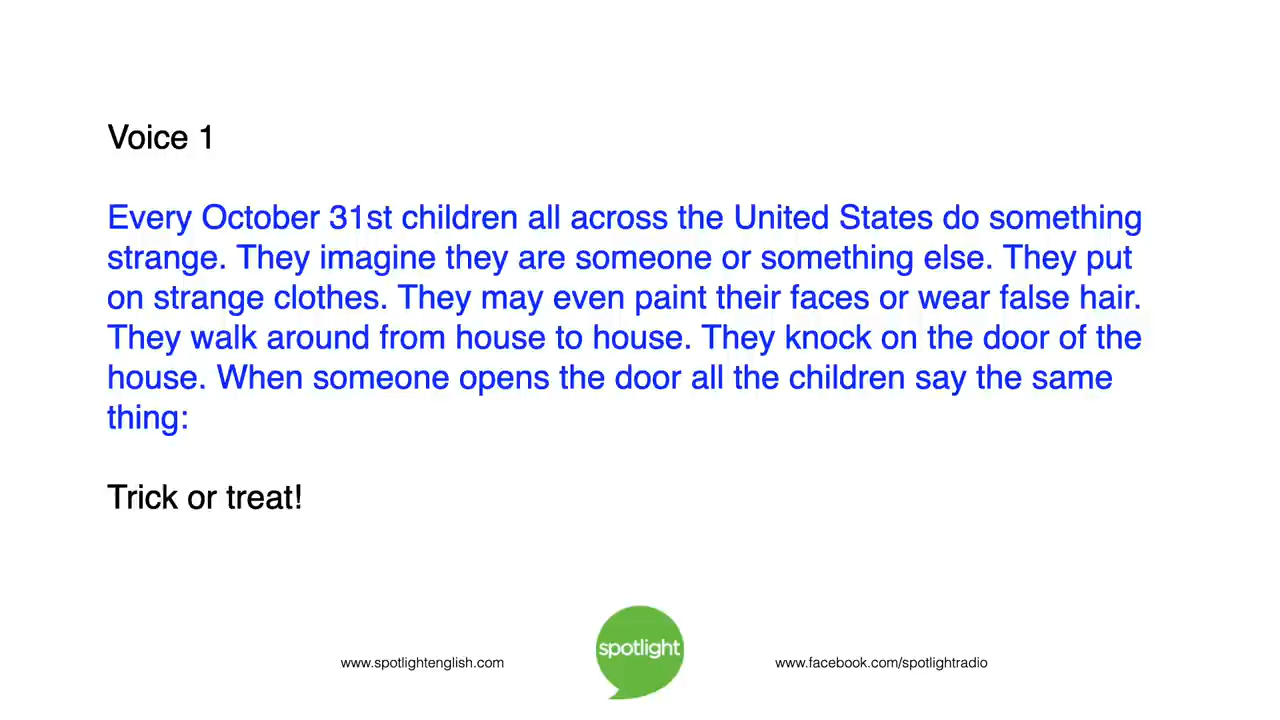 Voice 1
Every October 31st children all across the United States do something
strange. They imagine they are someone or something else. They put
on strange clothes. They may even paint their faces or wear false hair.
They walk around from house to house. They knock on the door of the
house. When someone opens the door all the children say the same
thing:
Trick or treat!
spotlight
www.spotlightenglish.com
www.facebook.com/spotlightradio